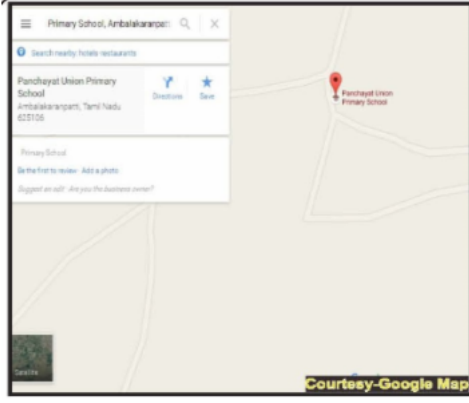 Primary School, Ambalakaranpatti
Search nearby hotels restaurants
Panchayat Union Primary
School
Ambalakaranpatti, Tamil Nadu
625106
Directions
Save
Primary School
Be the first to review · Add a photo
Suggest an edit · Are you the business owner?
Panchayat Union
Primary School
Satellite
Courtesy-Google Map